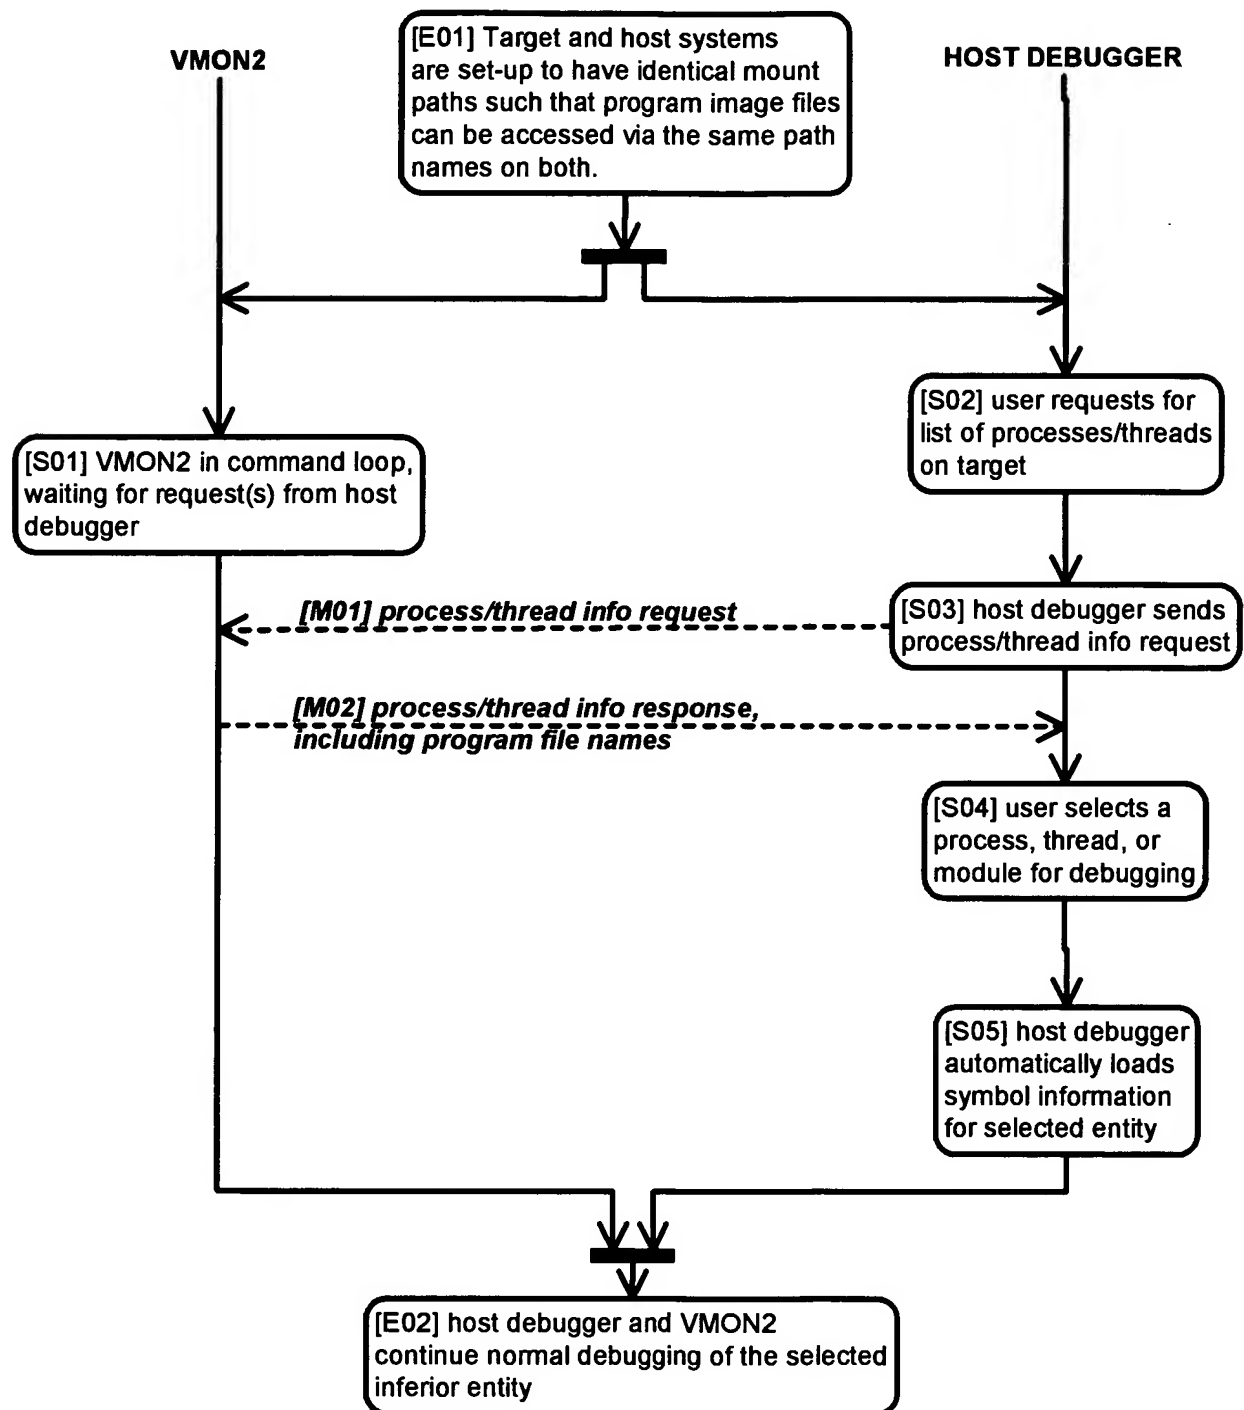 VMON2
[E01] Target and host systems
are set-up to have identical mount
paths such that program image files
can be accessed via the same path
names on both.
HOST DEBUGGER
[S02] user requests for
list of processes/threads
on target
[S01] VMON2 in command loop,
waiting for request(s) from host
debugger
[M01] process/thread info request
[S03] host debugger sends
process/thread info request
[M02] process/thread info response,
including program file names
[S04] user selects a
process, thread, or
module for debugging
[S05] host debugger
automatically loads
symbol information
for selected entity
[E02] host debugger and VMON2
continue normal debugging of the selected
inferior entity